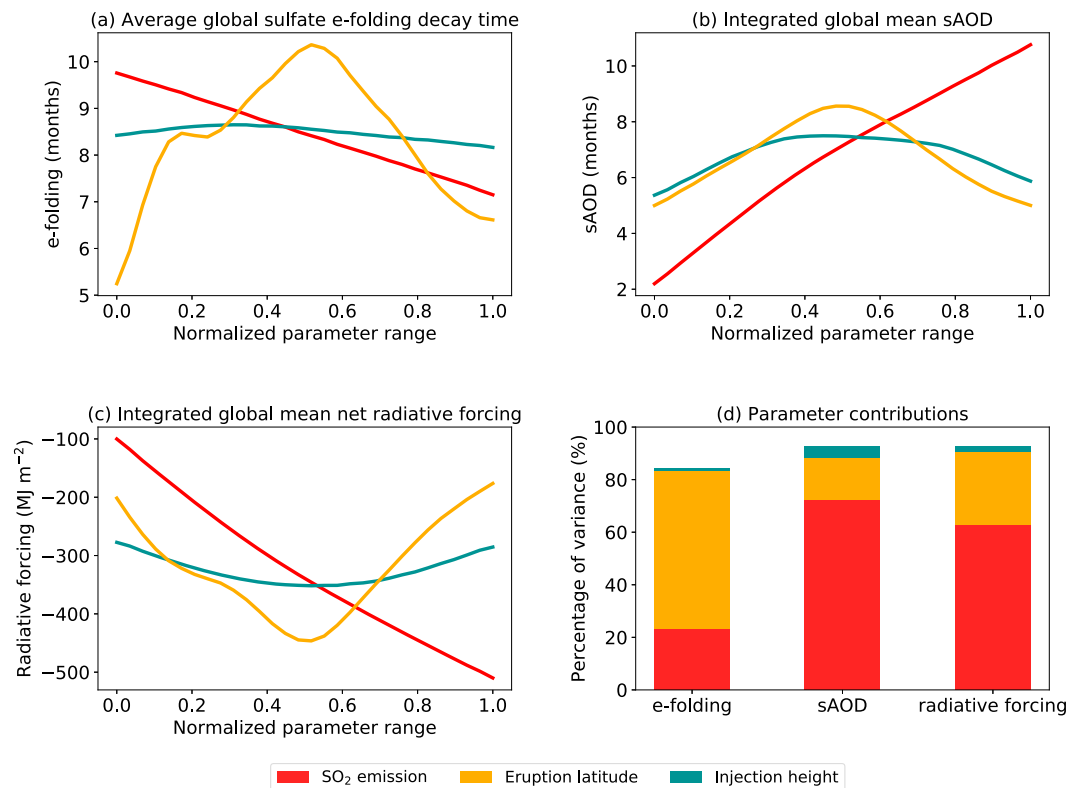 (a) Average global sulfate e-folding decay time
e-folding (months)
10
9
8
7
6
5
0.0 0.2 0.4 0.6 0.8 1.0
Normalized parameter range
(b) Integrated global mean sAOD
sAOD (months)
10
8
6
4
2
0.0 0.2 0.4 0.6 0.8 1.0
Normalized parameter range
(c) Integrated global mean net radiative forcing
Radiative forcing (MJ m⁻²)
−100
−200
−300
−400
−500
0.0 0.2 0.4 0.6 0.8 1.0
Normalized parameter range
(d) Parameter contributions
Percentage of variance (%)
100
80
60
40
20
0
e-folding sAOD radiative forcing
SO₂ emission Eruption latitude Injection height